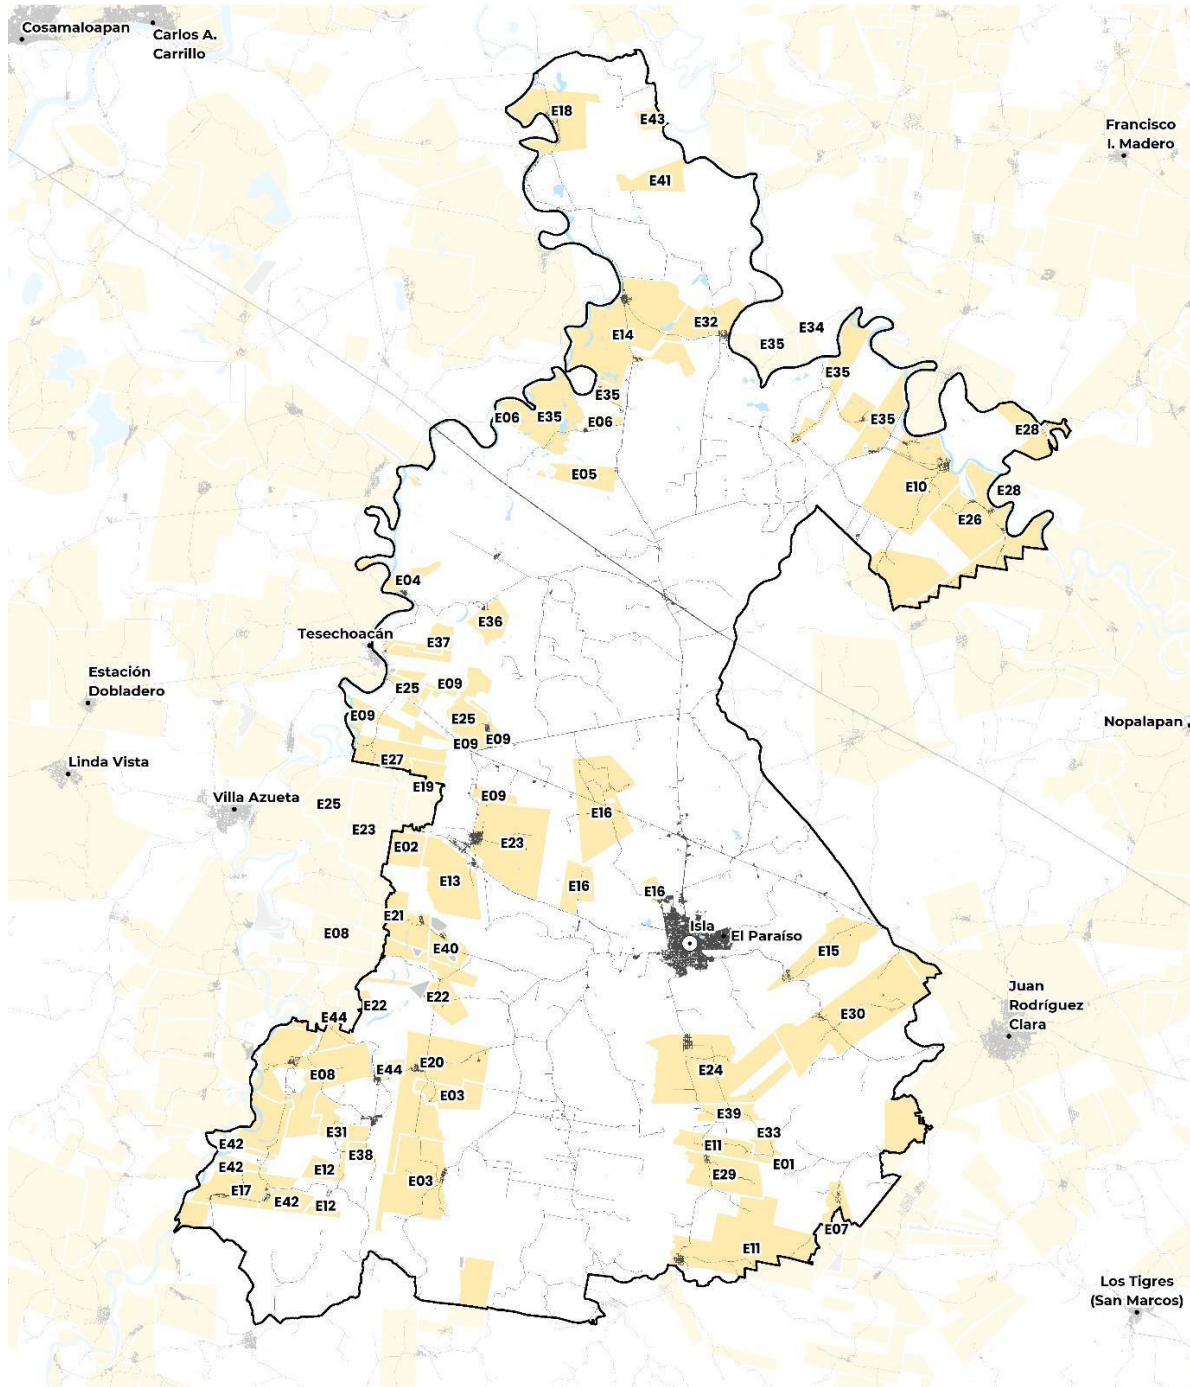 Cosamaloapan
Carlos A.
Carrillo
E18
E43
Francisco
I. Madero
E41
E32
E34
E14
E35
E35
E35
E06
E35
E06
E35
E28
E05
E10
E28
E26
E04
E36
Tesechoacán
E37
Estación
Dobladero
E25
E09
E09
E25
E09
E09
Nopalapan
E27
Linda Vista
E19
Villa Azueta
E25
E09
E16
E23
E02
E23
E13
E16
E16
E21
Isla
El Paraíso
E08
E40
E15
E22
E22
Juan
Rodríguez
Clara
E44
E30
E08
E44
E20
E24
E03
E39
E31
E33
E42
E38
E11
E42
E12
E01
E03
E29
E17
E42
E12
E07
E11
Los Tigres
(San Marcos)